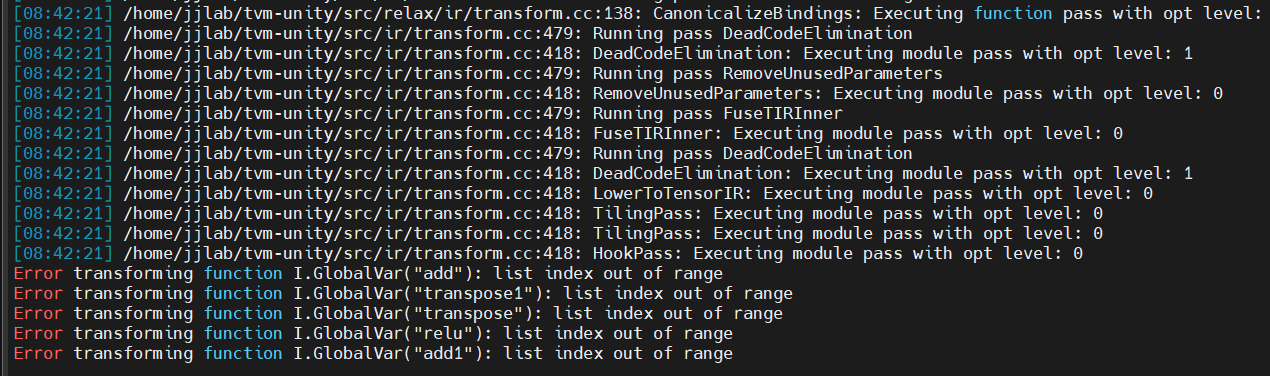 [08:42:21] /home/jjlab/tvm-unity/src/relax/ir/transform.cc:138: CanonicalizeBindings: Executing function pass with opt level:
[08:42:21] /home/jjlab/tvm-unity/src/ir/transform.cc:479: Running pass DeadCodeElimination
[08:42:21] /home/jjlab/tvm-unity/src/ir/transform.cc:418: DeadCodeElimination: Executing module pass with opt level: 1
[08:42:21] /home/jjlab/tvm-unity/src/ir/transform.cc:479: Running pass RemoveUnusedParameters
[08:42:21] /home/jjlab/tvm-unity/src/ir/transform.cc:418: RemoveUnusedParameters: Executing module pass with opt level: 0
[08:42:21] /home/jjlab/tvm-unity/src/ir/transform.cc:479: Running pass FuseTIRInner
[08:42:21] /home/jjlab/tvm-unity/src/ir/transform.cc:418: FuseTIRInner: Executing module pass with opt level: 0
[08:42:21] /home/jjlab/tvm-unity/src/ir/transform.cc:479: Running pass DeadCodeElimination
[08:42:21] /home/jjlab/tvm-unity/src/ir/transform.cc:418: DeadCodeElimination: Executing module pass with opt level: 1
[08:42:21] /home/jjlab/tvm-unity/src/ir/transform.cc:418: LowerToTensorIR: Executing module pass with opt level: 0
[08:42:21] /home/jjlab/tvm-unity/src/ir/transform.cc:418: TilingPass: Executing module pass with opt level: 0
[08:42:21] /home/jjlab/tvm-unity/src/ir/transform.cc:418: TilingPass: Executing module pass with opt level: 0
[08:42:21] /home/jjlab/tvm-unity/src/ir/transform.cc:418: HookPass: Executing module pass with opt level: 0
Error transforming function I.GlobalVar("add"): list index out of range
Error transforming function I.GlobalVar("transpose1"): list index out of range
Error transforming function I.GlobalVar("transpose"): list index out of range
Error transforming function I.GlobalVar("relu"): list index out of range
Error transforming function I.GlobalVar("add1"): list index out of range